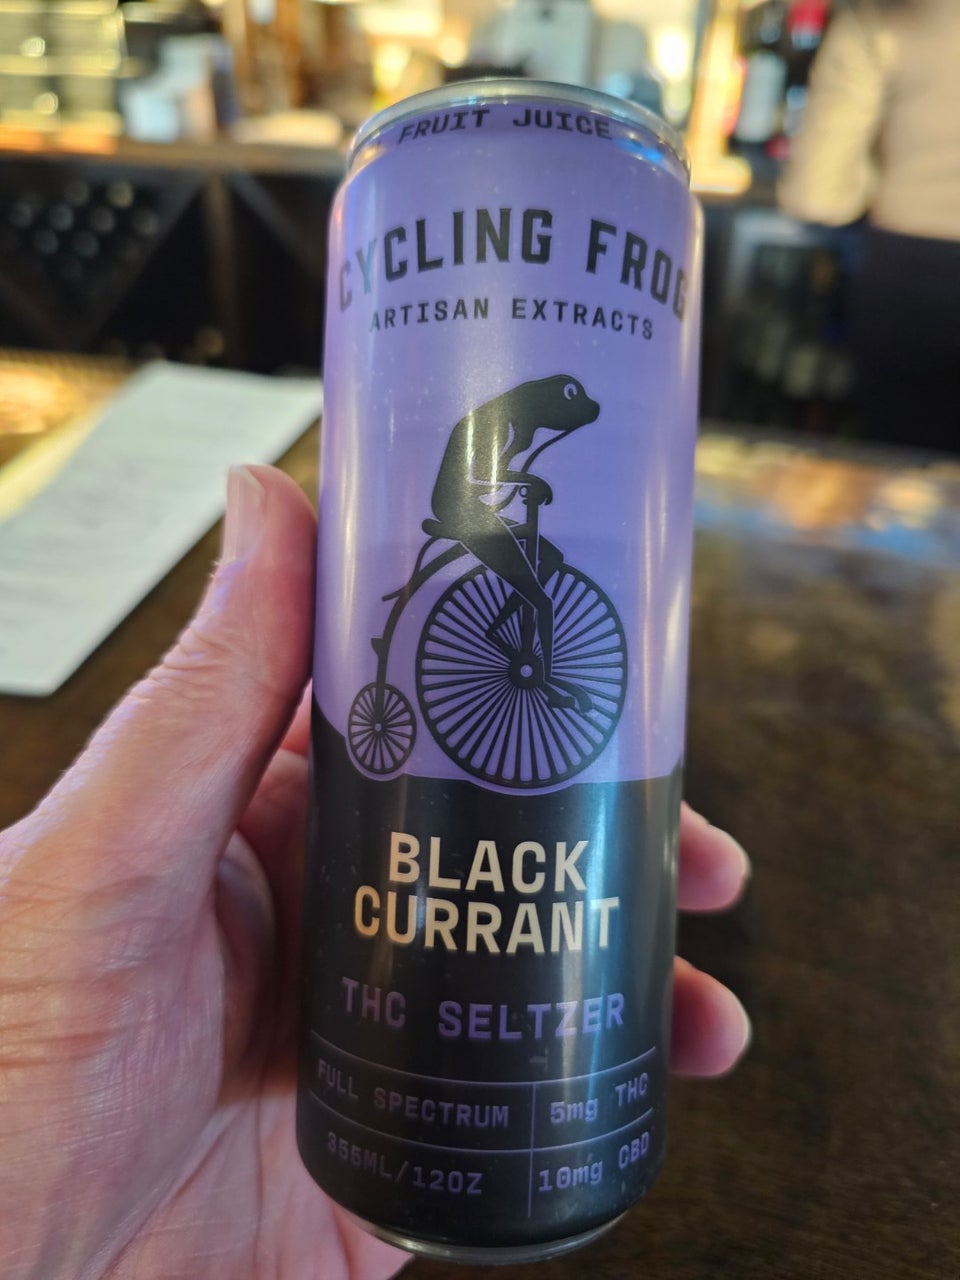 FRUIT JUICE
CYCLING FROG
ARTISAN EXTRACTS
BLACK
CURRANT
THC SELTZER
FULL SPECTRUM
5mg THC
355ML/12OZ
10mg CBD